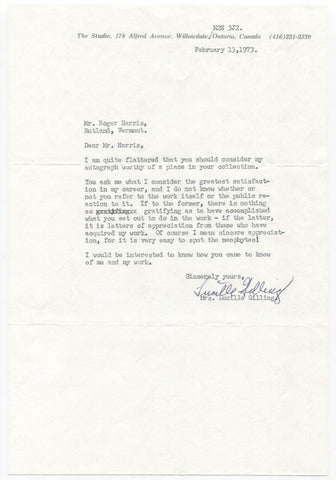 M2N 3J2.
The Studio, 178 Alfred Avenue, Willowdale, Ontario, Canada (416) 221-2320
February 13, 1973.
Mr. Roger Harris,
Rutland, Vermont.
Dear Mr. Harris,
I am quite flattered that you should consider my
autograph worthy of a place in your collection.
You ask me what I consider the greatest satisfact-
ion in my career, and I do not know whether or
not you refer to the work itself or the public re-
action to it. If to the former, there is nothing
so gratifying as to have accomplished
what you set out to do in the work - if the latter,
it is letters of appreciation from those who have
acquired my work. Of course I mean sincere appreciat-
ion, for it is very easy to spot the neophytes!
I would be interested to know how you came to know
of me and my work.
Sincerely yours,
Lucille Gilling
Mrs. Lucille Gilling